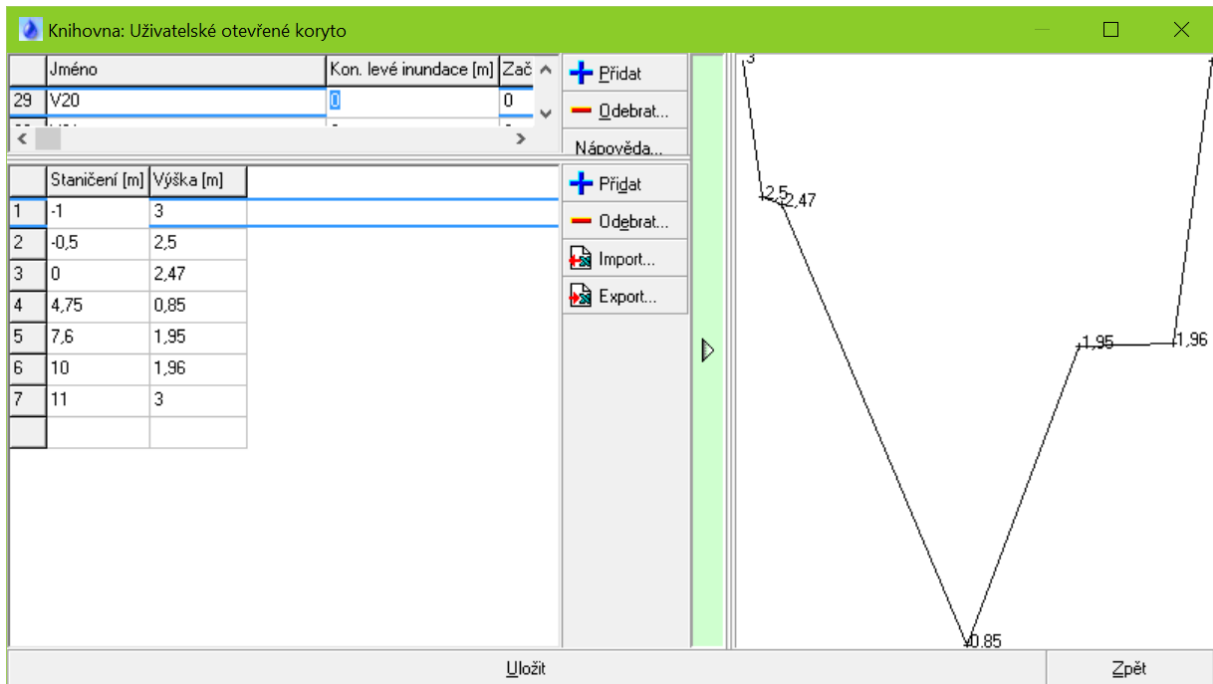 Knihovna: Uživatelské otevřené koryto
Jméno Kon. levé inundace [m] Zač
29 V20 0 0
Přidat
Odebrat...
Nápověda...
Staničení [m] Výška [m]
1 -1 3
2 -0,5 2,5
3 0 2,47
4 4,75 0,85
5 7,6 1,95
6 10 1,96
7 11 3
Přidat
Odebrat...
Import...
Export...
3
2,5 2,47
1,95 1,96
0.85
Uložit Zpět